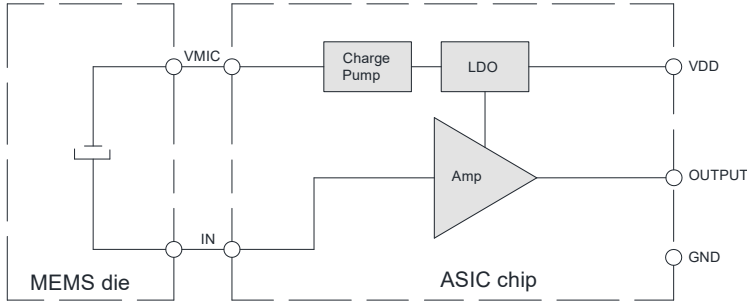 VMIC
Charge
Pump
LDO
VDD
Amp
OUTPUT
IN
GND
MEMS die
ASIC chip